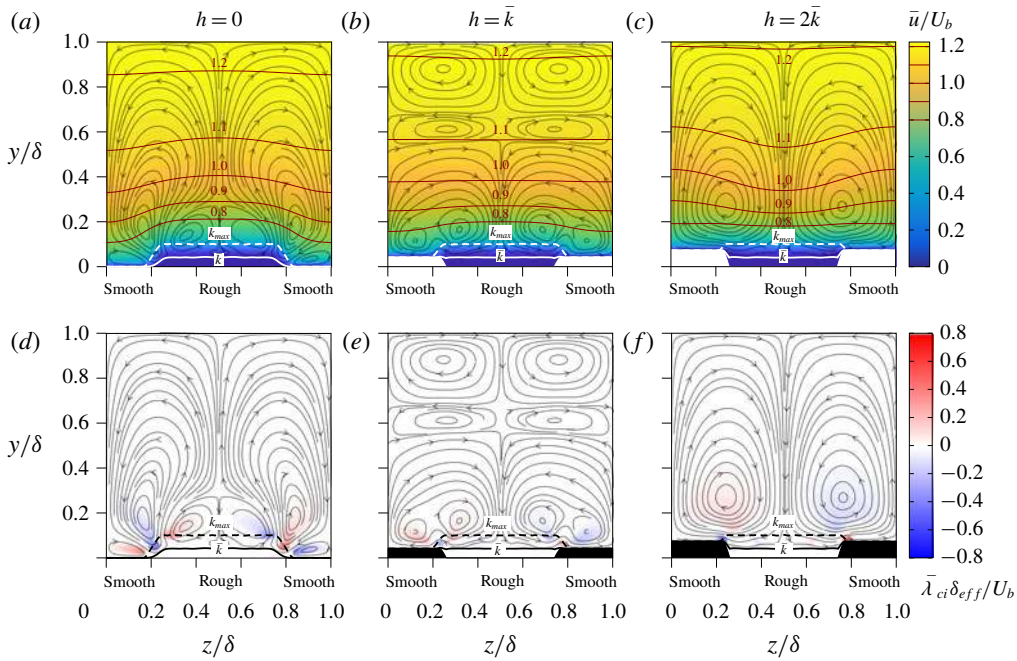 (a) h = 0 (b) h = k̄ (c) h = 2k̄ ū/U_b
1.0
0.8
0.6
y/δ
0.4
0.2
0
1.2
1.1
1.0
0.9
0.8
k_max
k̄
1.2
1.1
1.0
0.9
0.8
k_max
k̄
1.2
1.1
1.0
0.9
0.8
k_max
k̄
1.2
1.0
0.8
0.6
0.4
0.2
0
Smooth Rough Smooth Smooth Rough Smooth Smooth Rough Smooth
(d) (e) (f)
1.0
0.8
0.6
y/δ
0.4
0.2
k_max
k̄
k_max
k̄
k_max
k̄
0.8
0.6
0.4
0.2
0
−0.2
−0.4
−0.6
−0.8
Smooth Rough Smooth Smooth Rough Smooth Smooth Rough Smooth
λ̄_ci δ_eff/U_b
0 0.2 0.4 0.6 0.8 1.0 0 0.2 0.4 0.6 0.8 1.0 0 0.2 0.4 0.6 0.8 1.0
z/δ z/δ z/δ